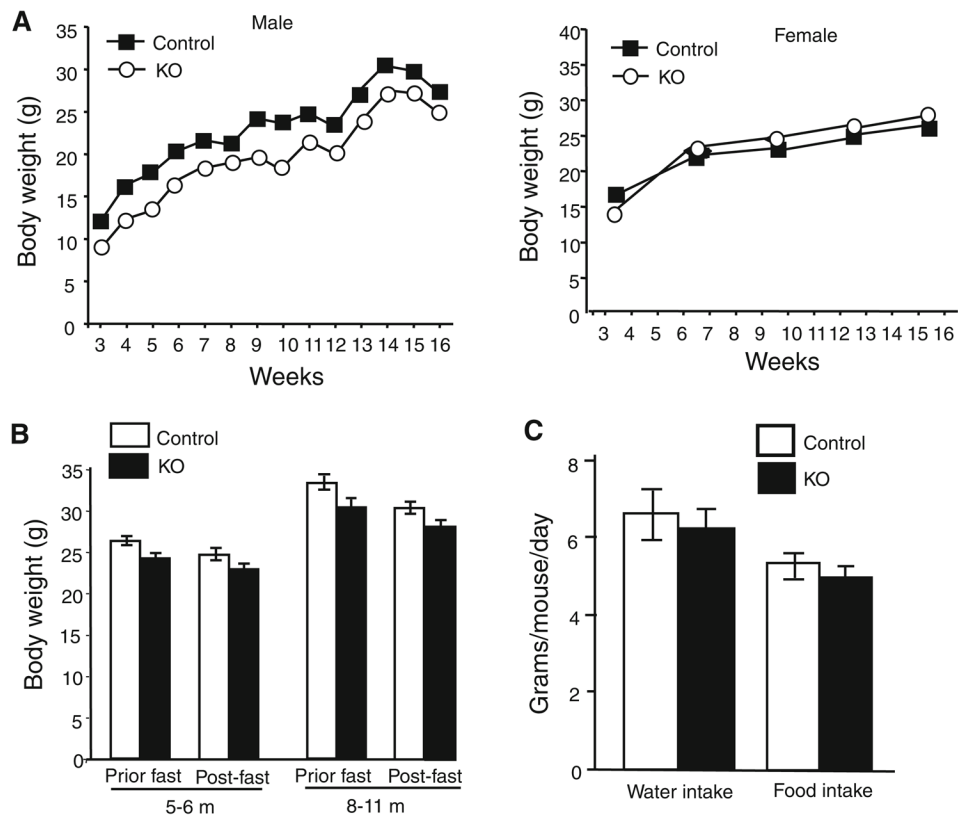 A
Male
Control
KO
Body weight (g)
35
30
25
20
15
10
5
0
3 4 5 6 7 8 9 10 11 12 13 14 15 16
Weeks
Female
Control
KO
Body weight (g)
40
35
30
25
20
15
10
5
0
3 4 5 6 7 8 9 10 11 12 13 14 15 16
Weeks
B
Control
KO
Body weight (g)
35
30
25
20
15
10
5
0
Prior fast Post-fast Prior fast Post-fast
5-6 m 8-11 m
C
Control
KO
Grams/mouse/day
8
6
4
2
0
Water intake Food intake